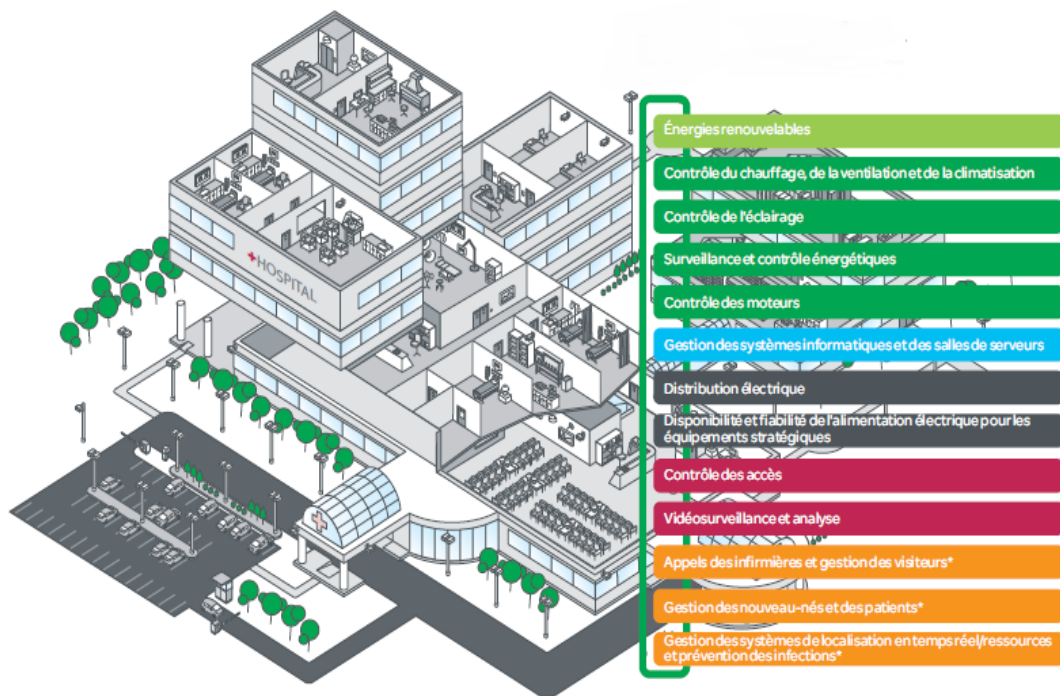 +HOSPITAL
Énergies renouvelables
Contrôle du chauffage, de la ventilation et de la climatisation
Contrôle de l'éclairage
Surveillance et contrôle énergétiques
Contrôle des moteurs
Gestion des systèmes informatiques et des salles de serveurs
Distribution électrique
Disponibilité et fiabilité de l'alimentation électrique pour les
équipements stratégiques
Contrôle des accès
Vidéosurveillance et analyse
Appels des infirmières et gestion des visiteurs*
Gestion des nouveau-nés et des patients*
Gestion des systèmes de localisation en temps réel/ressources
et prévention des infections*